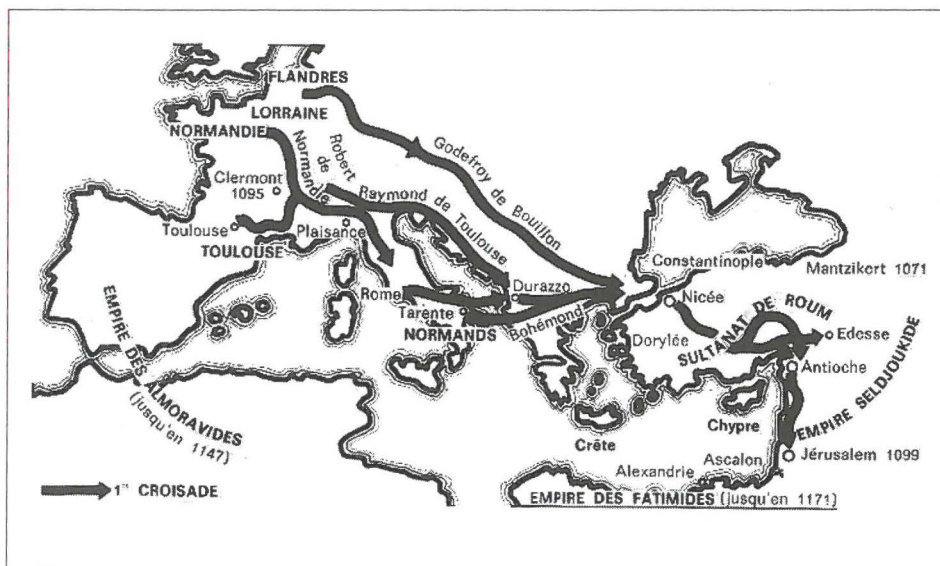 FLANDRES
LORRAINE
NORMANDIE
Robert de Normandie
Godefroy de Bouillon
Clermont
1095
Raymond de Toulouse
Toulouse
TOULOUSE
Plaisance
Constantinople
Mantzikert 1071
Rome
Durazzo
Nicée
Tarente
NORMANDS
Bohémond
Dorylée
SULTANAT DE ROUM
Edesse
Antioche
EMPIRE DES ALMORAVIDES
(jusqu'en 1147)
Crète
Chypre
EMPIRE SELDJOUKIDE
Jérusalem 1099
Alexandrie
Ascalon
1re CROISADE
EMPIRE DES FATIMIDES (jusqu'en 1171)